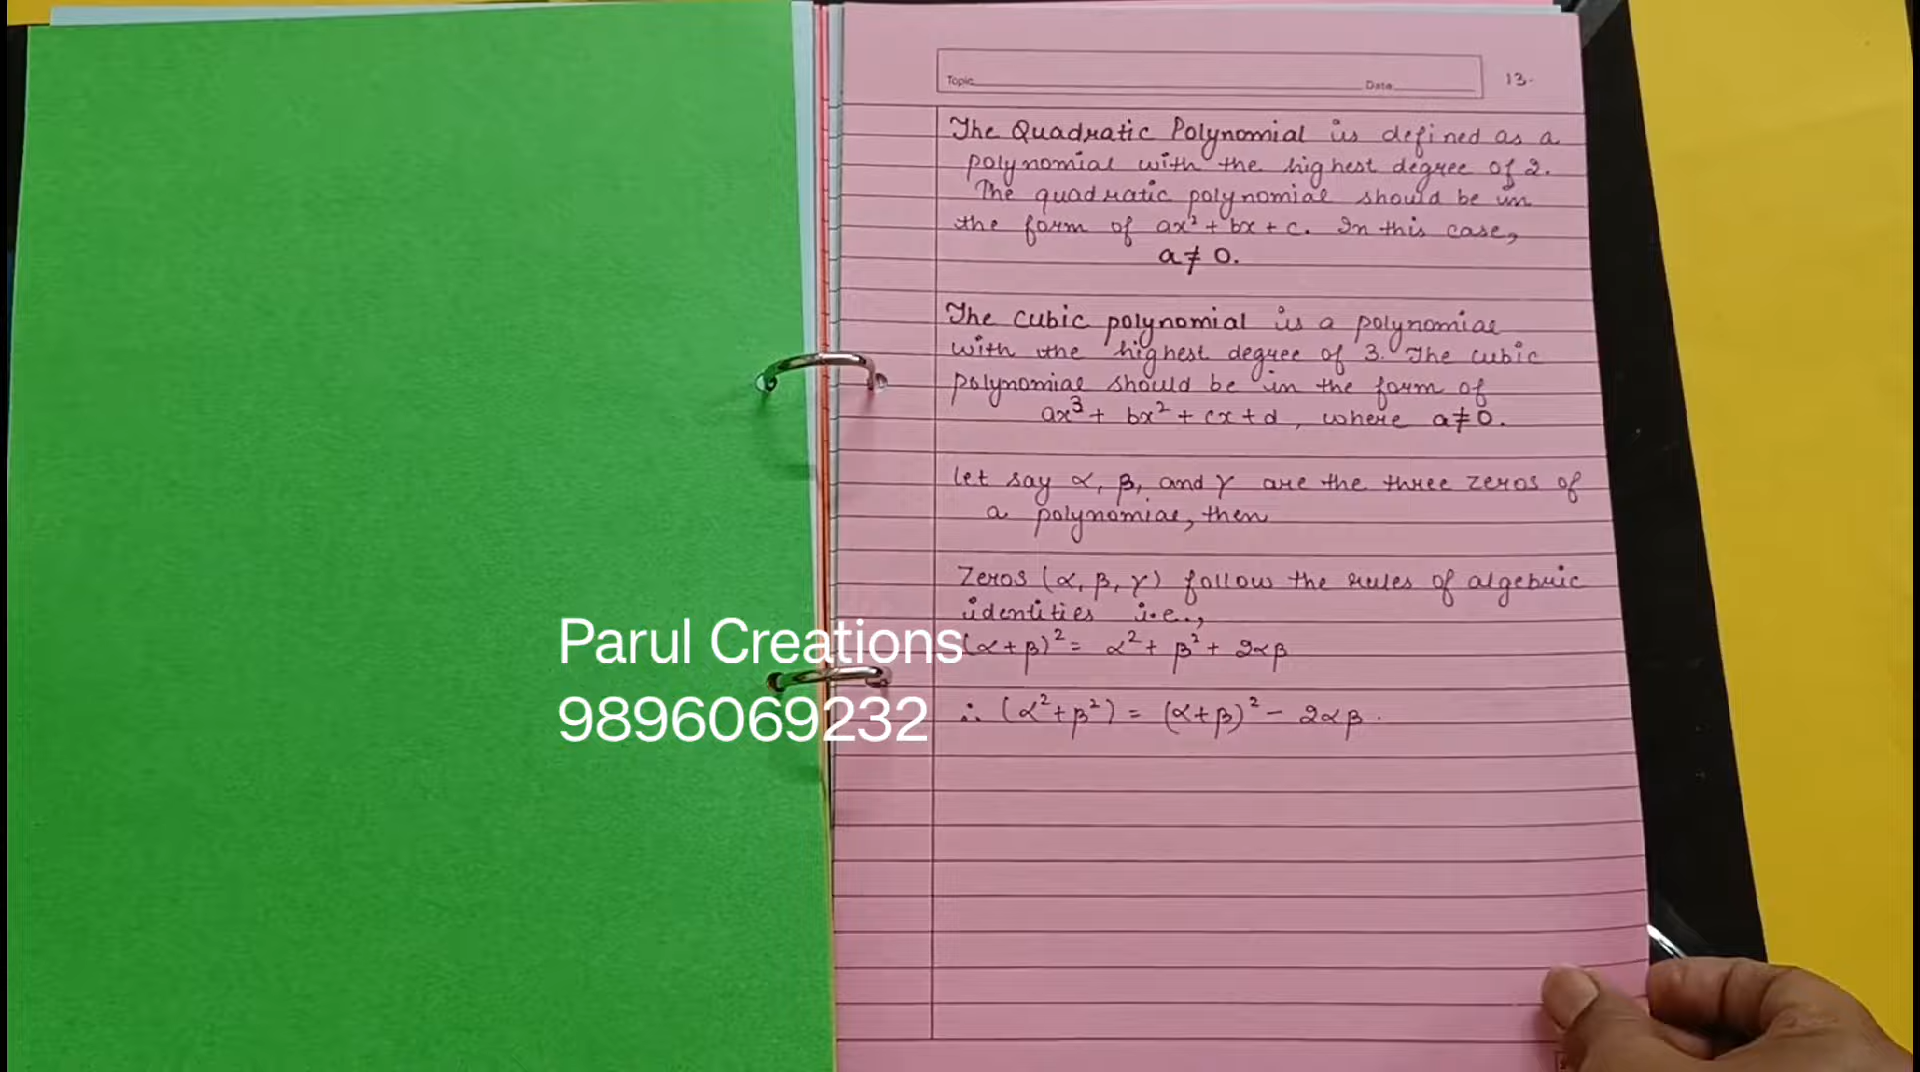 Topic Date 13.
The Quadratic Polynomial is defined as a
polynomial with the highest degree of 2.
The quadratic polynomial should be in
the form of ax² + bx + c. In this case,
a ≠ 0.
The cubic polynomial is a polynomial
with the highest degree of 3. The cubic
polynomial should be in the form of
ax³ + bx² + cx + d, where a ≠ 0.
let say α, β, and γ are the three zeros of
a polynomial, then
Zeros (α, β, γ) follow the rules of algebric
identities i.e.,
(α + β)² = α² + β² + 2αβ
∴ (α² + β²) = (α + β)² − 2αβ.
Parul Creations
9896069232